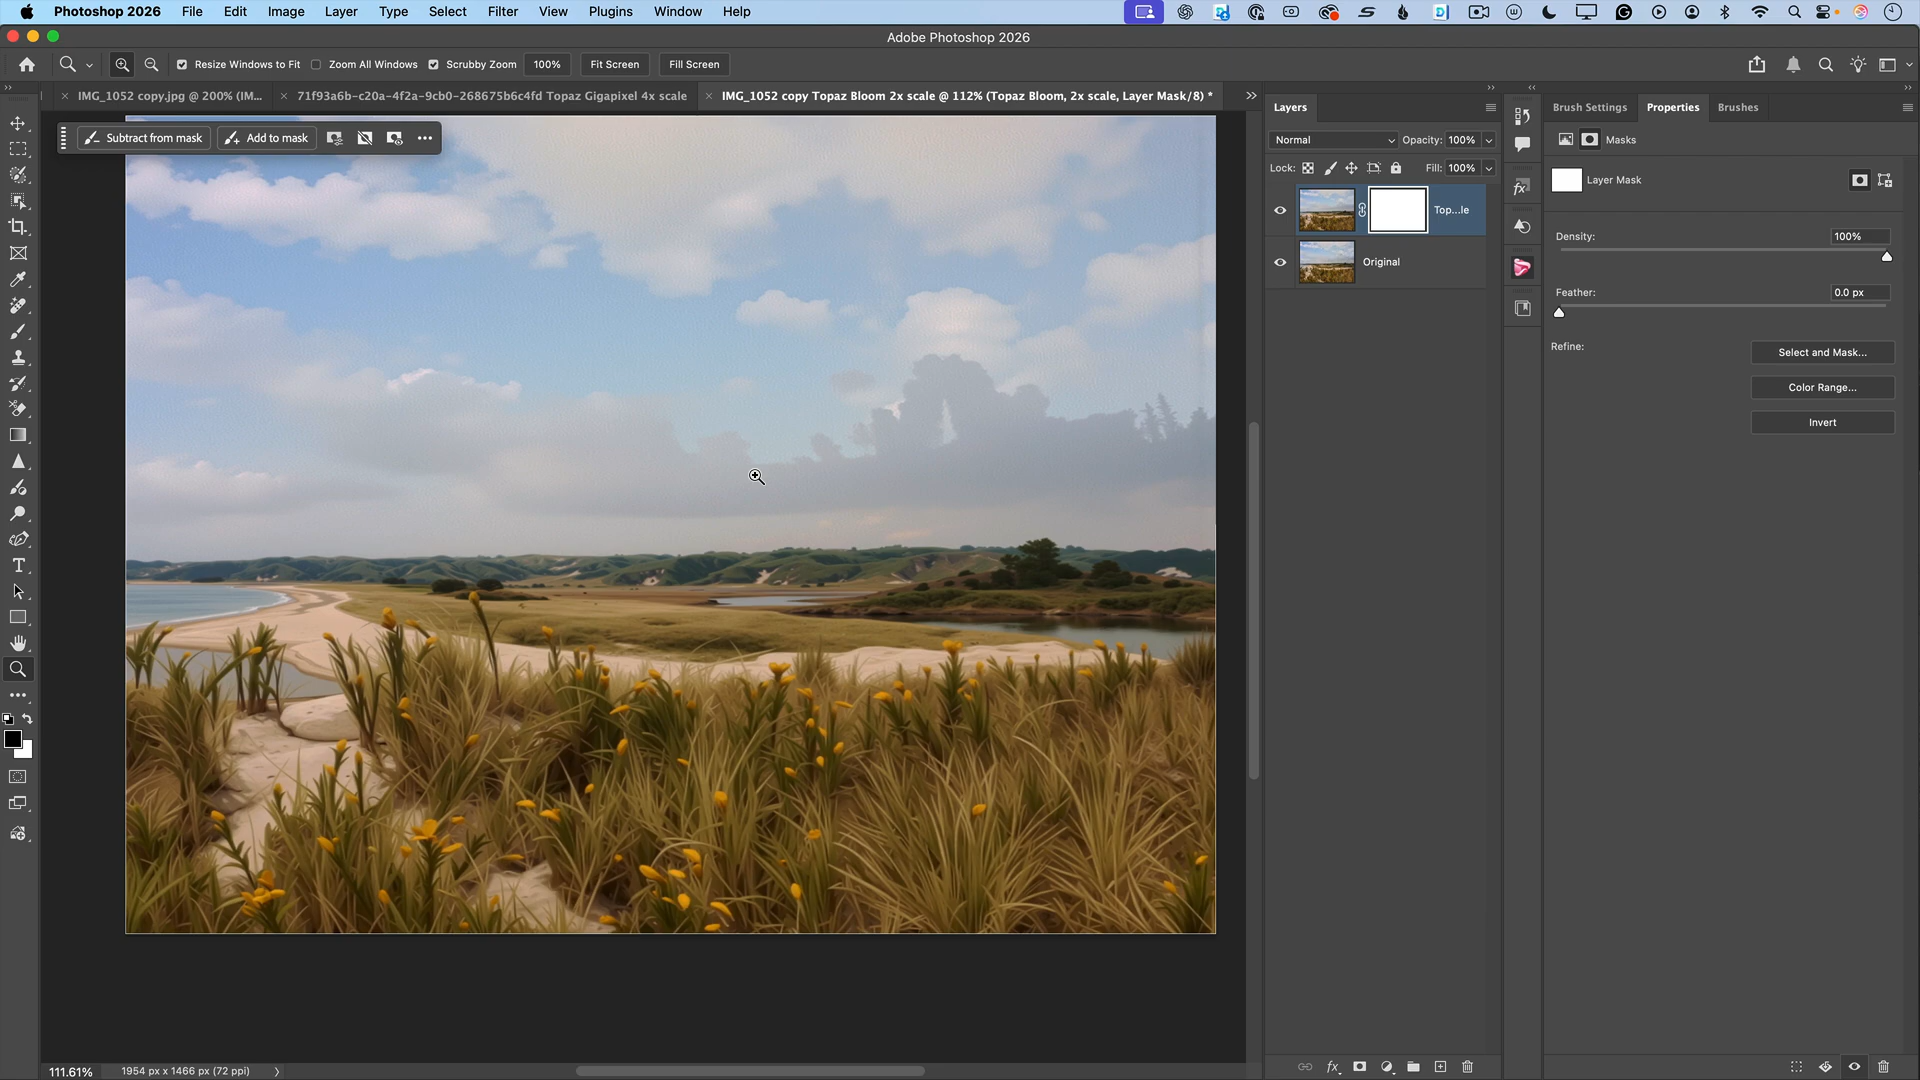 Photoshop 2026 File Edit Image Layer Type Select Filter View Plugins Window Help
Adobe Photoshop 2026
Resize Windows to Fit Zoom All Windows Scrubby Zoom 100% Fit Screen Fill Screen
IMG_1052 copy.jpg @ 200% (IM... 71f93a6b-c20a-4f2a-9cb0-268675b6c4fd Topaz Gigapixel 4x scale IMG_1052 copy Topaz Bloom 2x scale @ 112% (Topaz Bloom, 2x scale, Layer Mask/8) *
Subtract from mask Add to mask
Layers
Normal Opacity: 100%
Lock: Fill: 100%
Top...le
Original
Brush Settings Properties Brushes
Masks
Layer Mask
Density: 100%
Feather: 0.0 px
Refine:
Select and Mask...
Color Range...
Invert
111.61% 1954 px x 1466 px (72 ppi)